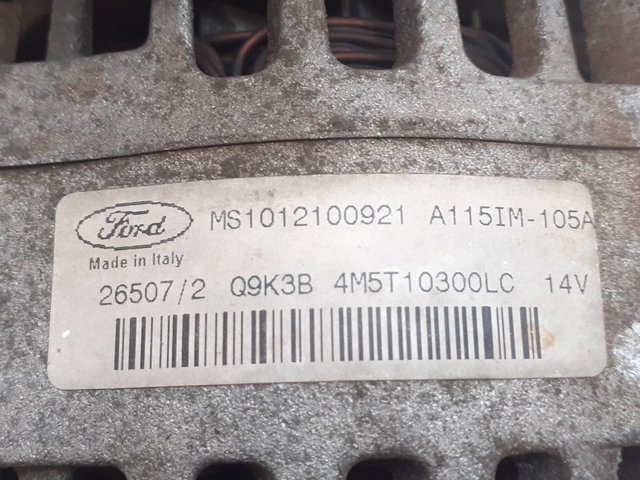 Ford MS1012100921 A115IM-105A
Made in Italy
26507/2 Q9K3B 4M5T10300LC 14V